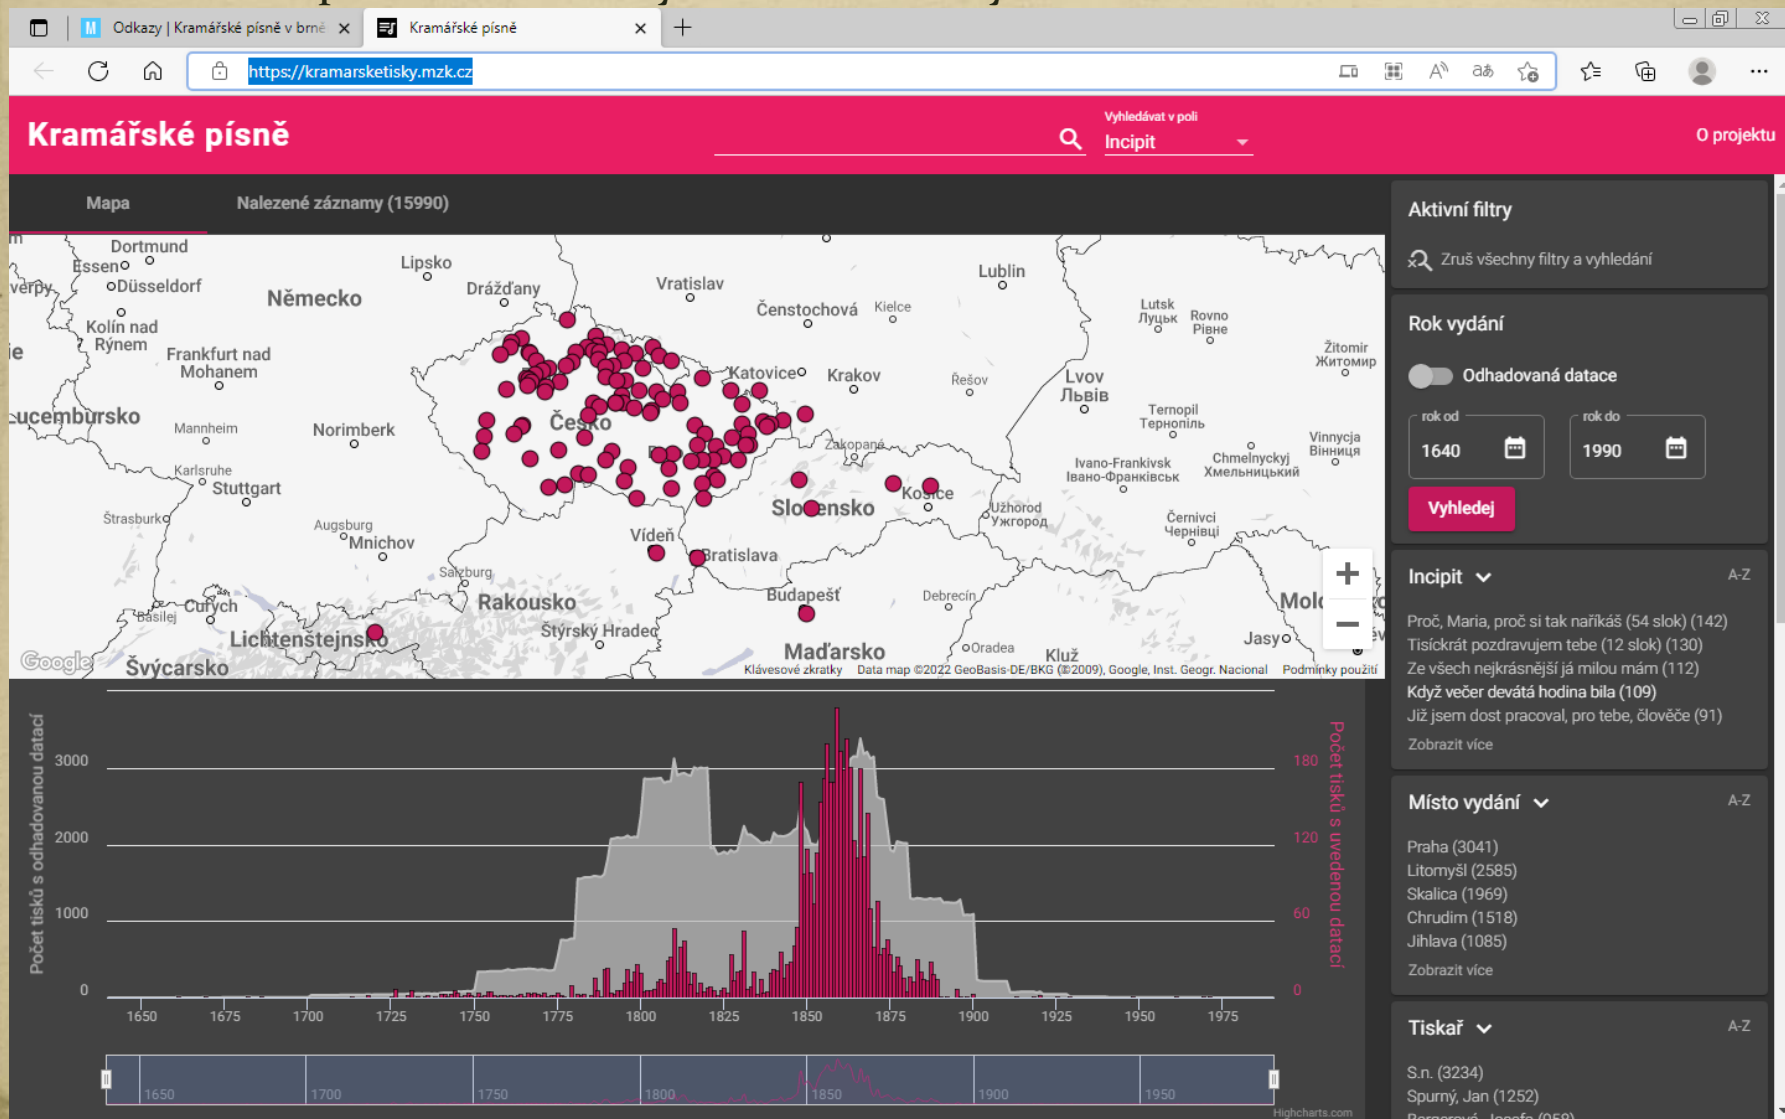 Odkazy | Kramářské písně v brně
Kramářské písně
https://kramarsketisky.mzk.cz
Kramářské písně
Vyhledávat v poli
Incipit
O projektu
Mapa
Nalezené záznamy (15990)
Dortmund
Essen
Düsseldorf
Kolín nad
Rýnem
Německo
Frankfurt nad
Mohanem
Lipsko
Drážďany
Vratislav
Čenstochová
Kielce
Lublin
Lutsk
Луцьк
Rovno
Рівне
Žitomir
Житомир
Katovice
Krakov
Řešov
Lvov
Львів
Ternopil
Тернопіль
Vinnycja
Вінниця
Chmelnyckyj
Хмельницький
Ivano-Frankivsk
Івано-Франківськ
Lucembursko
Mannheim
Norimberk
Česko
Karlsruhe
Stuttgart
Štrasburk
Augsburg
Mnichov
Zakopané
Slovensko
Košice
Užhorod
Ужгород
Černivci
Чернівці
Vídeň
Bratislava
Salzburg
Rakousko
Štýrský Hradec
Budapešť
Debrecín
Maďarsko
Oradea
Kluž
Jasy
Curych
Basilej
Lichtenštejnsko
Švýcarsko
Google
Klávesové zkratky
Data map ©2022 GeoBasis-DE/BKG (©2009), Google, Inst. Geogr. Nacional
Podmínky použití
Počet tisků s odhadovanou datací
3000
2000
1000
0
Počet tisků s uvedenou datací
180
120
60
0
1650 1675 1700 1725 1750 1775 1800 1825 1850 1875 1900 1925 1950 1975
1650 1700 1750 1800 1850 1900 1950
Highcharts.com
Aktivní filtry
Zruš všechny filtry a vyhledání
Rok vydání
Odhadovaná datace
rok od
1640
rok do
1990
Vyhledej
Incipit
A-Z
Proč, Maria, proč si tak naříkáš (54 slok) (142)
Tisíckrát pozdravujem tebe (12 slok) (130)
Ze všech nejkrásnější já milou mám (112)
Když večer devátá hodina bila (109)
Již jsem dost pracoval, pro tebe, člověče (91)
Zobrazit více
Místo vydání
A-Z
Praha (3041)
Litomyšl (2585)
Skalica (1969)
Chrudim (1518)
Jihlava (1085)
Zobrazit více
Tiskař
A-Z
S.n. (3234)
Spurný, Jan (1252)